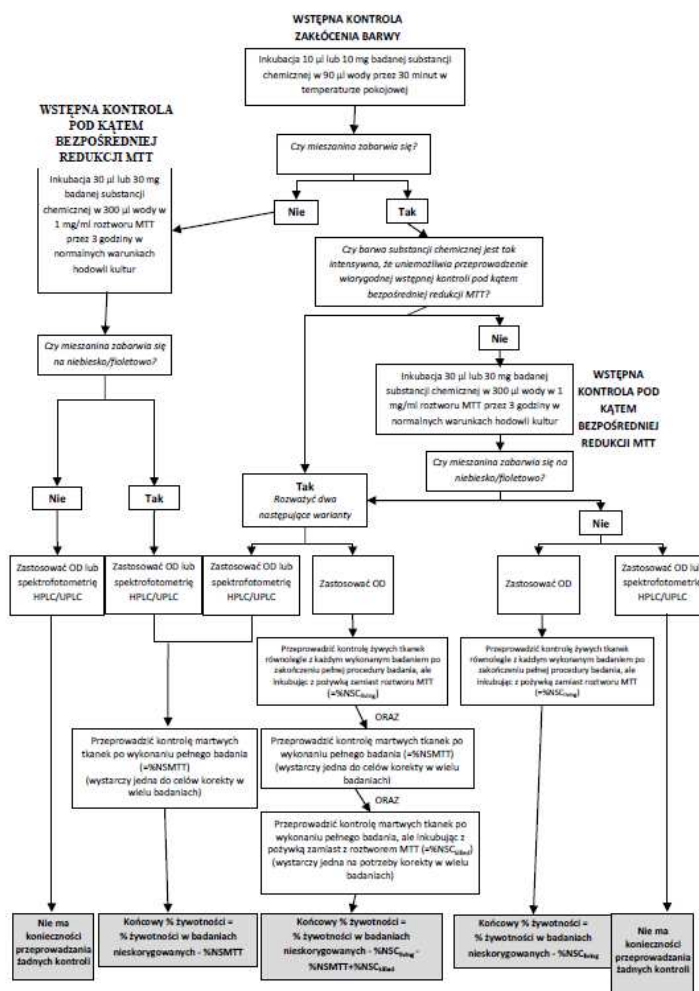 WSTĘPNA KONTROLA
ZAKŁÓCENIA BARWY
Inkubacja 10 µl lub 10 mg badanej substancji
chemicznej w 90 µl wody przez 30 minut w
temperaturze pokojowej
Czy mieszanina zabarwia się?
Nie
Tak
WSTĘPNA KONTROLA
POD KĄTEM
BEZPOŚREDNIEJ
REDUKCJI MTT
Inkubacja 30 µl lub 30 mg
badanej substancji
chemicznej w 300 µl wody w
1 mg/ml roztworu MTT
przez 3 godziny w
normalnych warunkach
hodowli kultur
Czy mieszanina zabarwia się
na niebiesko/fioletowo?
Nie
Tak
Czy barwa substancji chemicznej jest tak
intensywna, że uniemożliwia przeprowadzenie
wiarygodnej wstępnej kontroli pod kątem
bezpośredniej redukcji MTT?
Nie
Inkubacja 30 µl lub 30 mg badanej
substancji chemicznej w 300 µl wody w 1
mg/ml roztworu MTT przez 3 godziny w
normalnych warunkach hodowli kultur
WSTĘPNA
KONTROLA POD
KĄTEM
BEZPOŚREDNIEJ
REDUKCJI MTT
Czy mieszanina zabarwia się na
niebiesko/fioletowo?
Tak
Rozważyć dwa
następujące warianty
Nie
Zastosować OD lub
spektrofotometrię
HPLC/UPLC
Zastosować OD lub
spektrofotometrię
HPLC/UPLC
Zastosować OD lub
spektrofotometrię
HPLC/UPLC
Zastosować OD
Zastosować OD
Zastosować OD lub
spektrofotometrię
HPLC/UPLC
Przeprowadzić kontrolę żywych tkanek
równolegle z każdym wykonanym badaniem po
zakończeniu pełnej procedury badania, ale
inkubując z pożywką zamiast roztworu MTT
(=%NSCliving)
Przeprowadzić kontrolę żywych tkanek
równolegle z każdym wykonanym badaniem po
zakończeniu pełnej procedury badania, ale
inkubując z pożywką zamiast roztworu MTT
(=%NSCliving)
ORAZ
Przeprowadzić kontrolę martwych
tkanek po wykonaniu pełnego badania
(=%NSMTT)
(wystarczy jedna do celów korekty w
wielu badaniach)
Przeprowadzić kontrolę martwych tkanek po
wykonaniu pełnego badania (=%NSMTT)
(wystarczy jedna do celów korekty w wielu
badaniach)
ORAZ
Przeprowadzić kontrolę martwych tkanek po
wykonaniu pełnego badania, ale inkubując z
pożywką zamiast z roztworem MTT (=%NSCkilled)
(wystarczy jedna na potrzeby korekty w wielu
badaniach)
Nie ma
konieczności
przeprowadzania
żadnych kontroli
Końcowy % żywotności =
% żywotności w badaniach
nieskorygowanych - %NSMTT
Końcowy % żywotności =
% żywotności w badaniach
nieskorygowanych - %NSCliving -
%NSMTT+%NSCkilled
Końcowy % żywotności =
% żywotności w badaniach
nieskorygowanych - %NSCliving
Nie ma
konieczności
przeprowadzania
żadnych kontroli